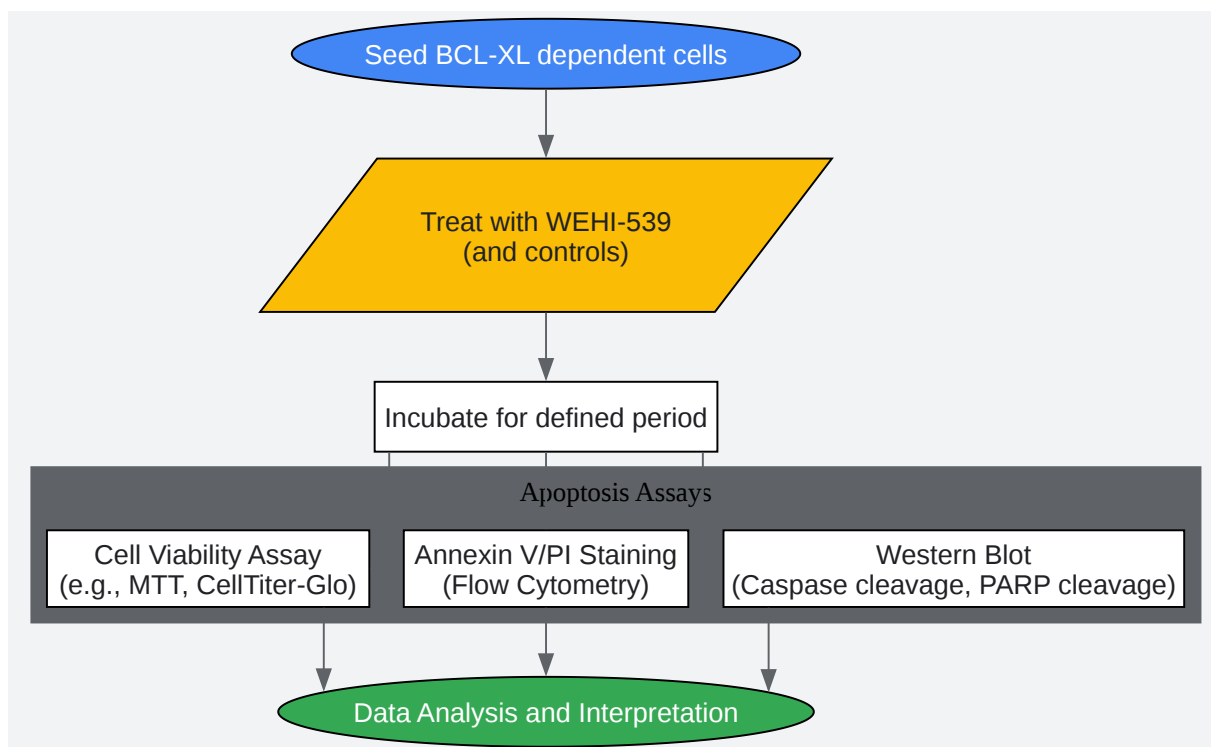 Seed BCL-XL dependent cells
Treat with WEHI-539
(and controls)
Incubate for defined period
Apoptosis Assays
Cell Viability Assay
(e.g., MTT, CellTiter-Glo)
Annexin V/PI Staining
(Flow Cytometry)
Western Blot
(Caspase cleavage, PARP cleavage)
Data Analysis and Interpretation